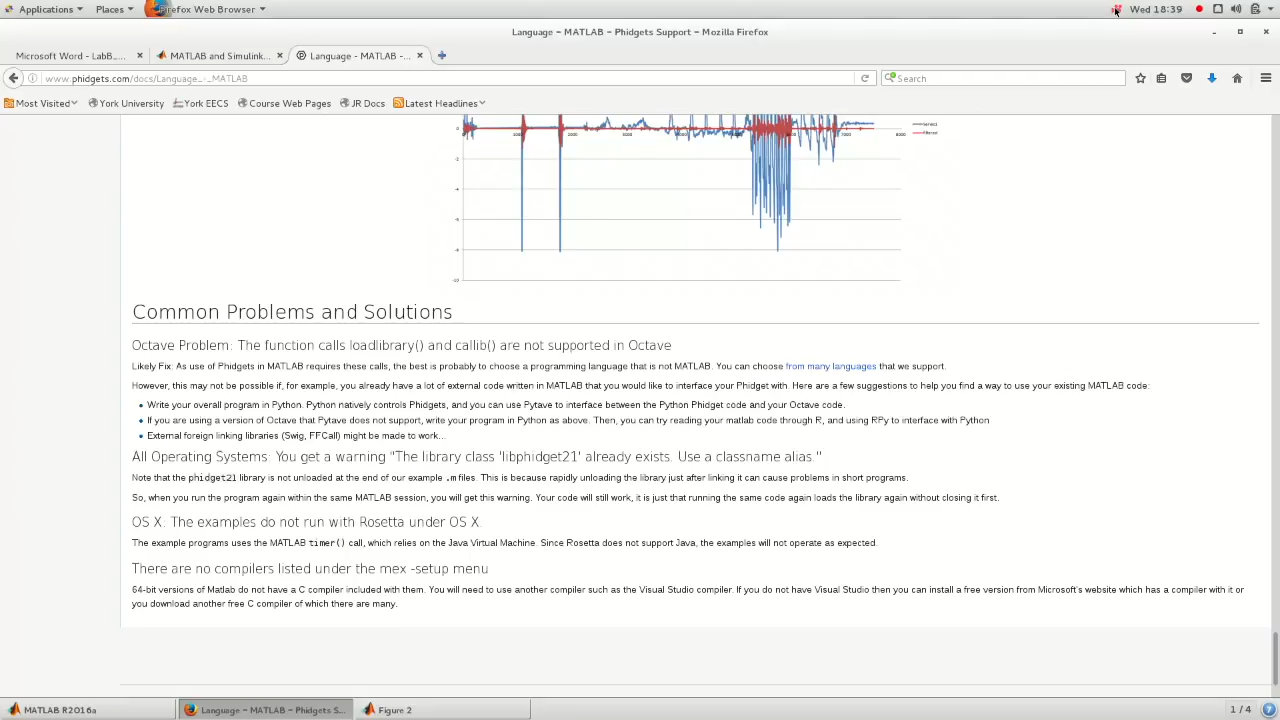 Applications Places Firefox Web Browser Wed 18:39
Language - MATLAB - Phidgets Support - Mozilla Firefox
Microsoft Word - LabB_... MATLAB and Simulink... Language - MATLAB -...
www.phidgets.com/docs/Language_-_MATLAB Search
Most Visited York University York EECS Course Web Pages JR Docs Latest Headlines
Common Problems and Solutions
Octave Problem: The function calls loadlibrary() and callib() are not supported in Octave
Likely Fix: As use of Phidgets in MATLAB requires these calls, the best is probably to choose a programming language that is not MATLAB. You can choose from many languages that we support.
However, this may not be possible if, for example, you already have a lot of external code written in MATLAB that you would like to interface your Phidget with. Here are a few suggestions to help you find a way to use your existing MATLAB code:
Write your overall program in Python. Python natively controls Phidgets, and you can use Pytave to interface between the Python Phidget code and your Octave code.
If you are using a version of Octave that Pytave does not support, write your program in Python as above. Then, you can try reading your matlab code through R, and using RPy to interface with Python
External foreign linking libraries (Swig, FFCall) might be made to work...
All Operating Systems: You get a warning "The library class 'libphidget21' already exists. Use a classname alias."
Note that the phidget21 library is not unloaded at the end of our example .m files. This is because rapidly unloading the library just after linking it can cause problems in short programs.
So, when you run the program again within the same MATLAB session, you will get this warning. Your code will still work, it is just that running the same code again loads the library again without closing it first.
OS X: The examples do not run with Rosetta under OS X.
The example programs uses the MATLAB timer() call, which relies on the Java Virtual Machine. Since Rosetta does not support Java, the examples will not operate as expected.
There are no compilers listed under the mex -setup menu
64-bit versions of Matlab do not have a C compiler included with them. You will need to use another compiler such as the Visual Studio compiler. If you do not have Visual Studio then you can install a free version from Microsoft's website which has a compiler with it or
you download another free C compiler of which there are many.
MATLAB R2016a Language - MATLAB - Phidgets S... Figure 2 1 / 4 ?